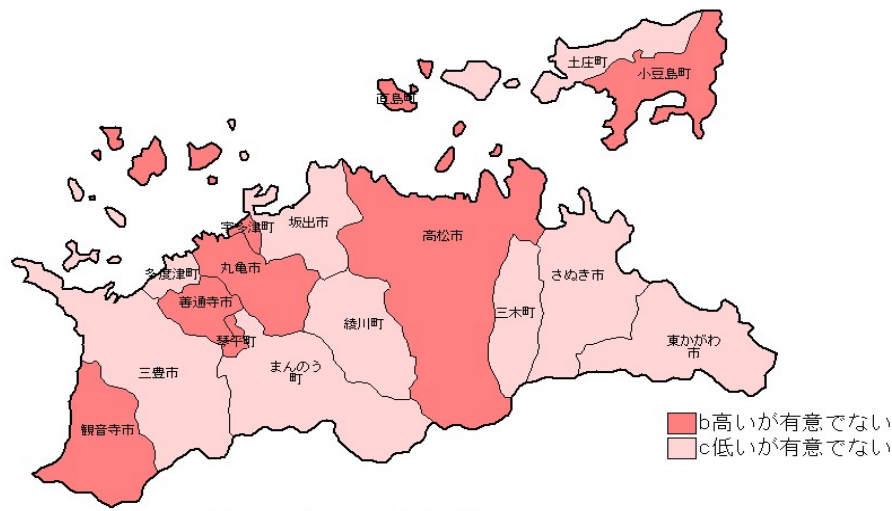 土庄町
小豆島町
直島町
宇多津町
坂出市
高松市
多度津町
丸亀市
さぬき市
善通寺市
三木町
綾川町
琴平町
東かがわ
市
三豊市
まんのう
町
観音寺市
b高いが有意でない
c低いが有意でない